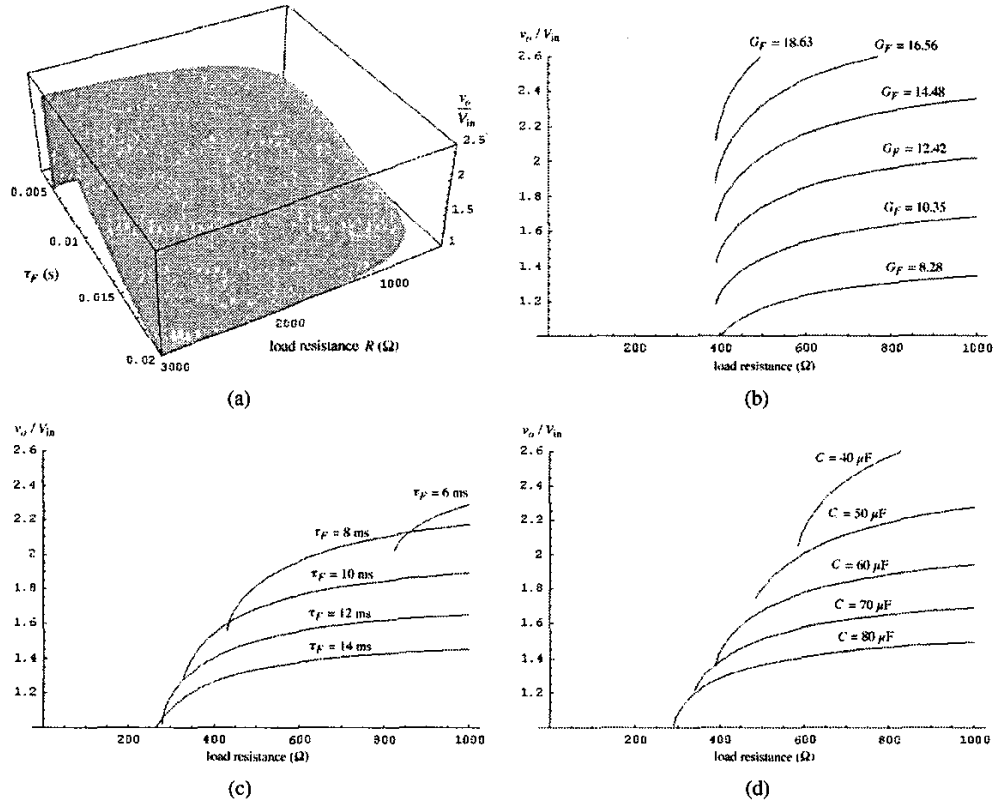 v_o
V_in
2.5
2
1.5
1
0.005
0.01
τ_F (s)
0.015
0.02
3000
2000
1000
load resistance R (Ω)
(a)
v_o / V_in
2.6
2.4
2.2
2
1.8
1.6
1.4
1.2
G_F = 18.63
G_F = 16.56
G_F = 14.48
G_F = 12.42
G_F = 10.35
G_F = 8.28
200 400 600 800 1000
load resistance (Ω)
(b)
v_o / V_in
2.6
2.4
2.2
2
1.8
1.6
1.4
1.2
τ_F = 6 ms
τ_F = 8 ms
τ_F = 10 ms
τ_F = 12 ms
τ_F = 14 ms
200 400 600 800 1000
load resistance (Ω)
(c)
v_o / V_in
2.6
2.4
2.2
2
1.8
1.6
1.4
1.2
C = 40 µF
C = 50 µF
C = 60 µF
C = 70 µF
C = 80 µF
200 400 600 800 1000
load resistance (Ω)
(d)